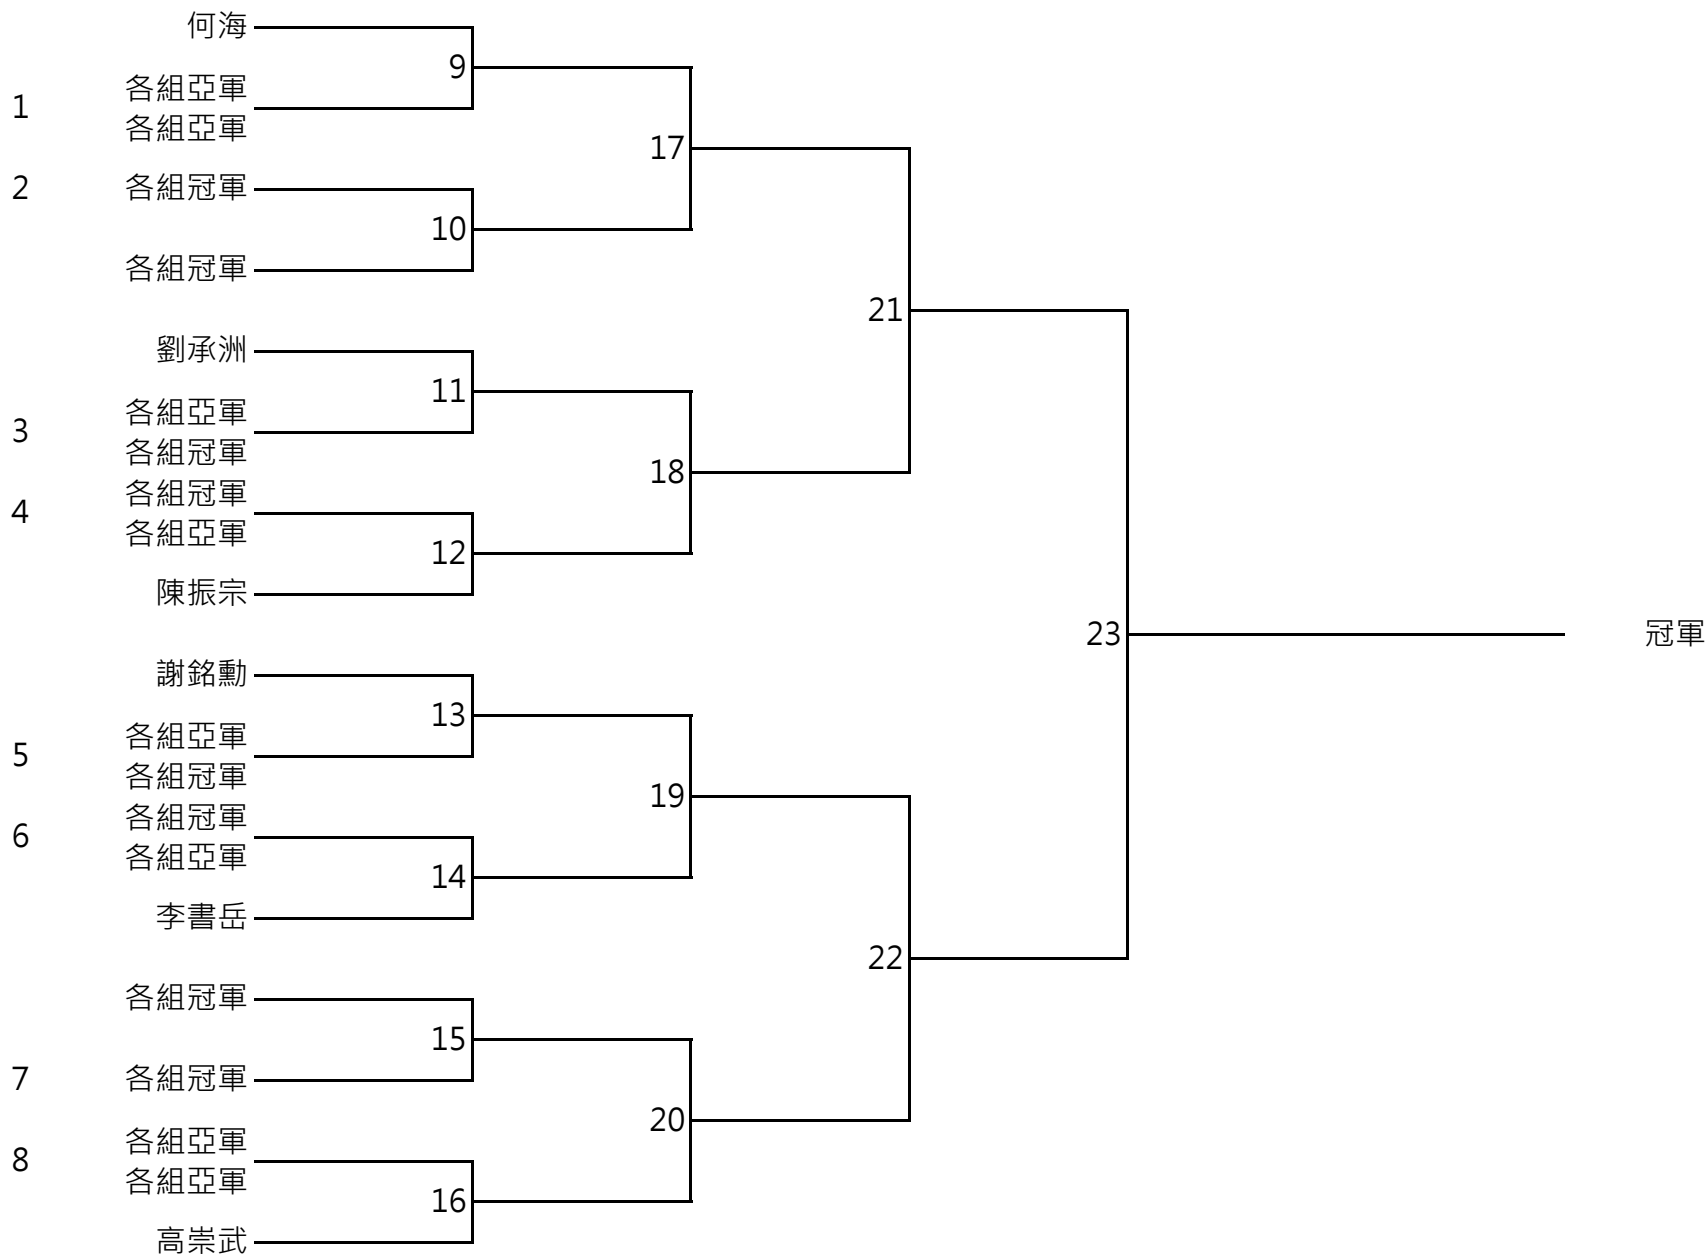 何海
9
各組亞軍
1
各組亞軍
17
2 各組冠軍
10
各組冠軍
21
劉承洲
11
各組亞軍
3
各組冠軍
18
各組冠軍
4
各組亞軍
12
陳振宗
23 冠軍
謝銘勳
13
各組亞軍
5
各組冠軍
19
各組冠軍
6
各組亞軍
14
李書岳
22
各組冠軍
15
7 各組冠軍
20
各組亞軍
8
各組亞軍
16
高崇武